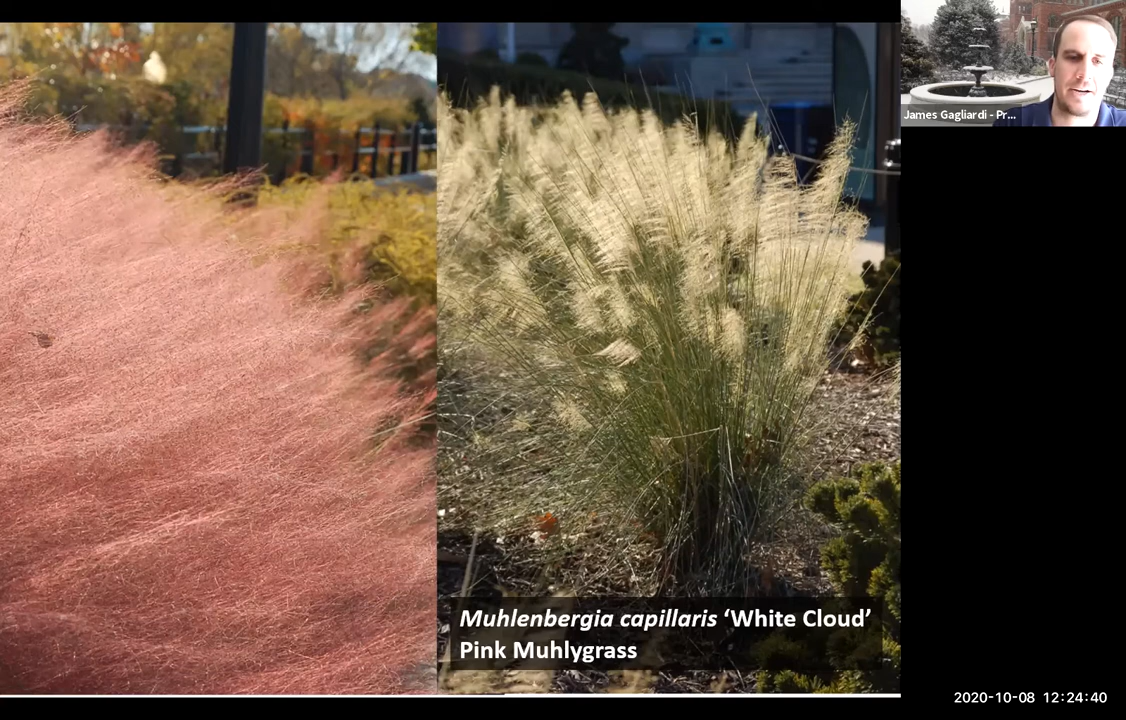 James Gagliardi - Pr...
Muhlenbergia capillaris ‘White Cloud’
Pink Muhlygrass
2020-10-08 12:24:40